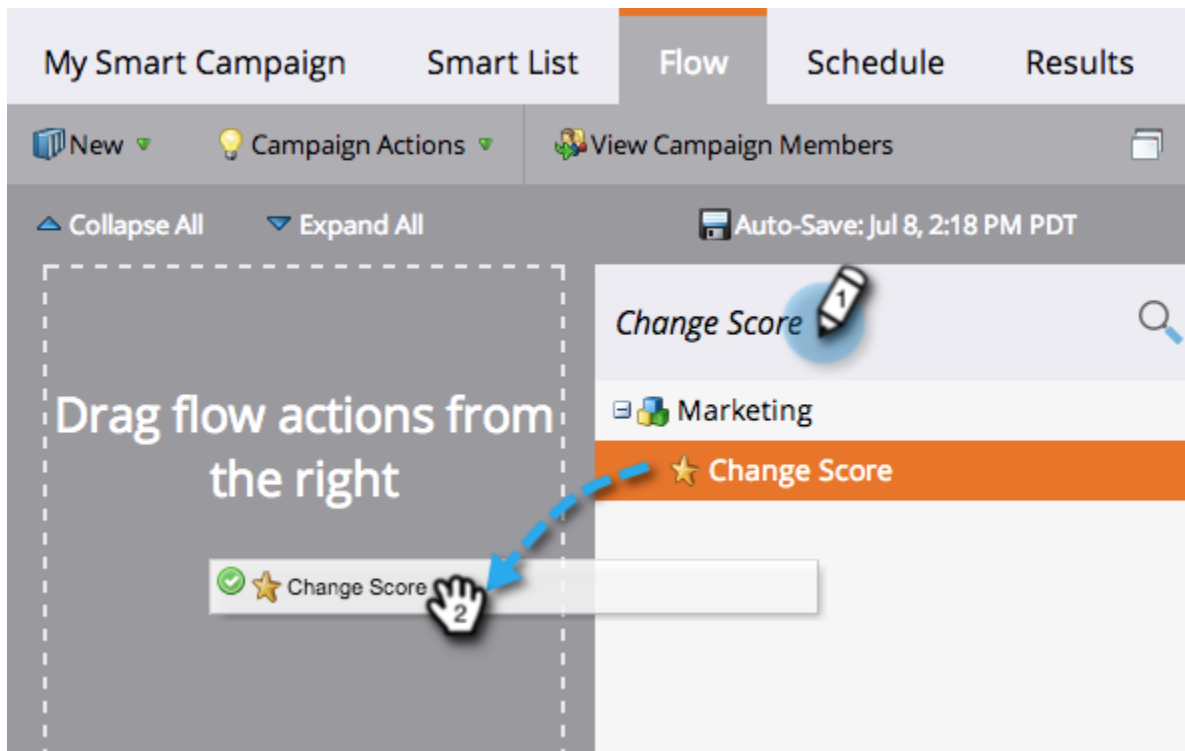 My Smart Campaign Smart List Flow Schedule Results
New Campaign Actions View Campaign Members
Collapse All Expand All Auto-Save: Jul 8, 2:18 PM PDT
Change Score 1
Marketing
Drag flow actions from
the right
Change Score
Change Score 2